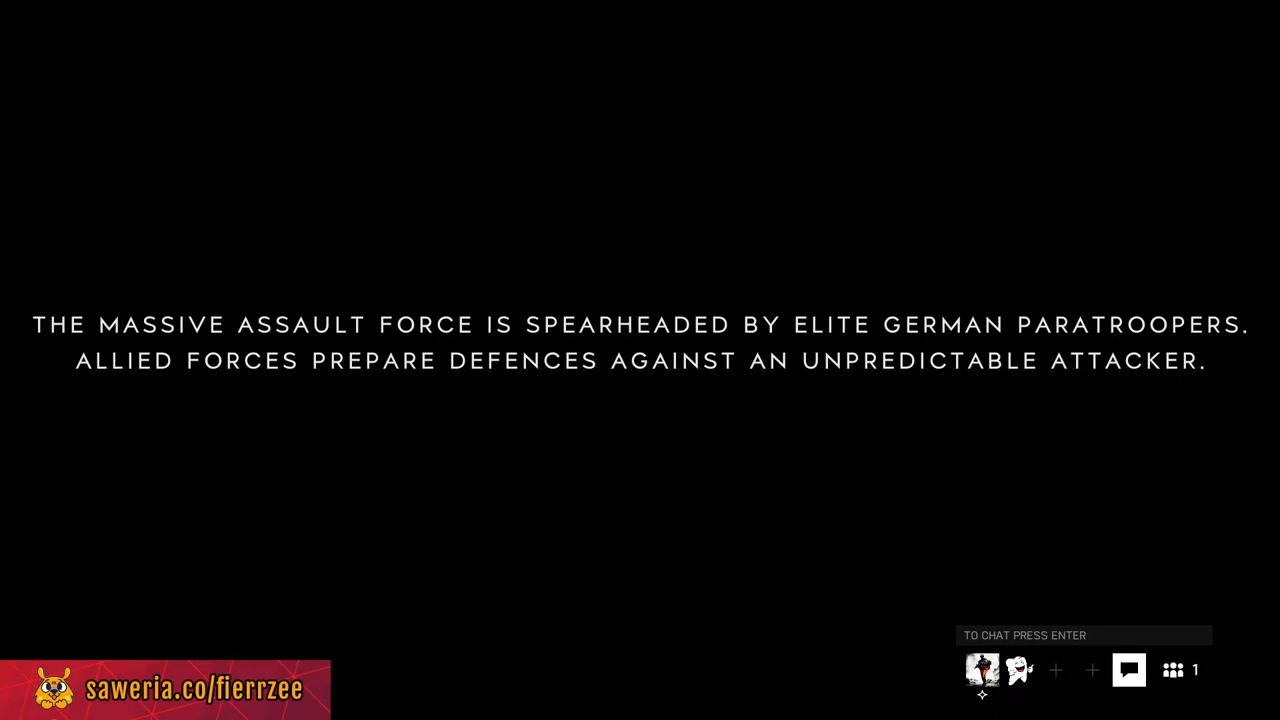 THE MASSIVE ASSAULT FORCE IS SPEARHEADED BY ELITE GERMAN PARATROOPERS.
ALLIED FORCES PREPARE DEFENCES AGAINST AN UNPREDICTABLE ATTACKER.
TO CHAT PRESS ENTER
1
saweria.co/fierrzee